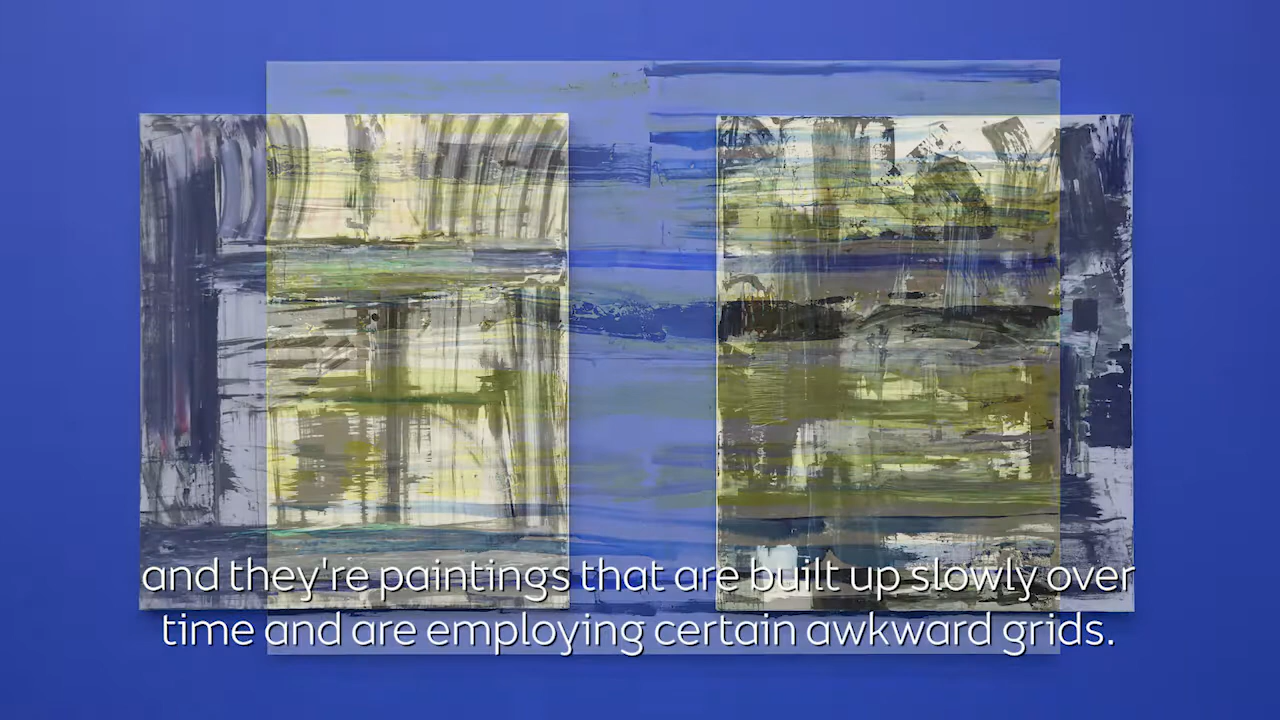 and they're paintings that are built up slowly over
time and are employing certain awkward grids.